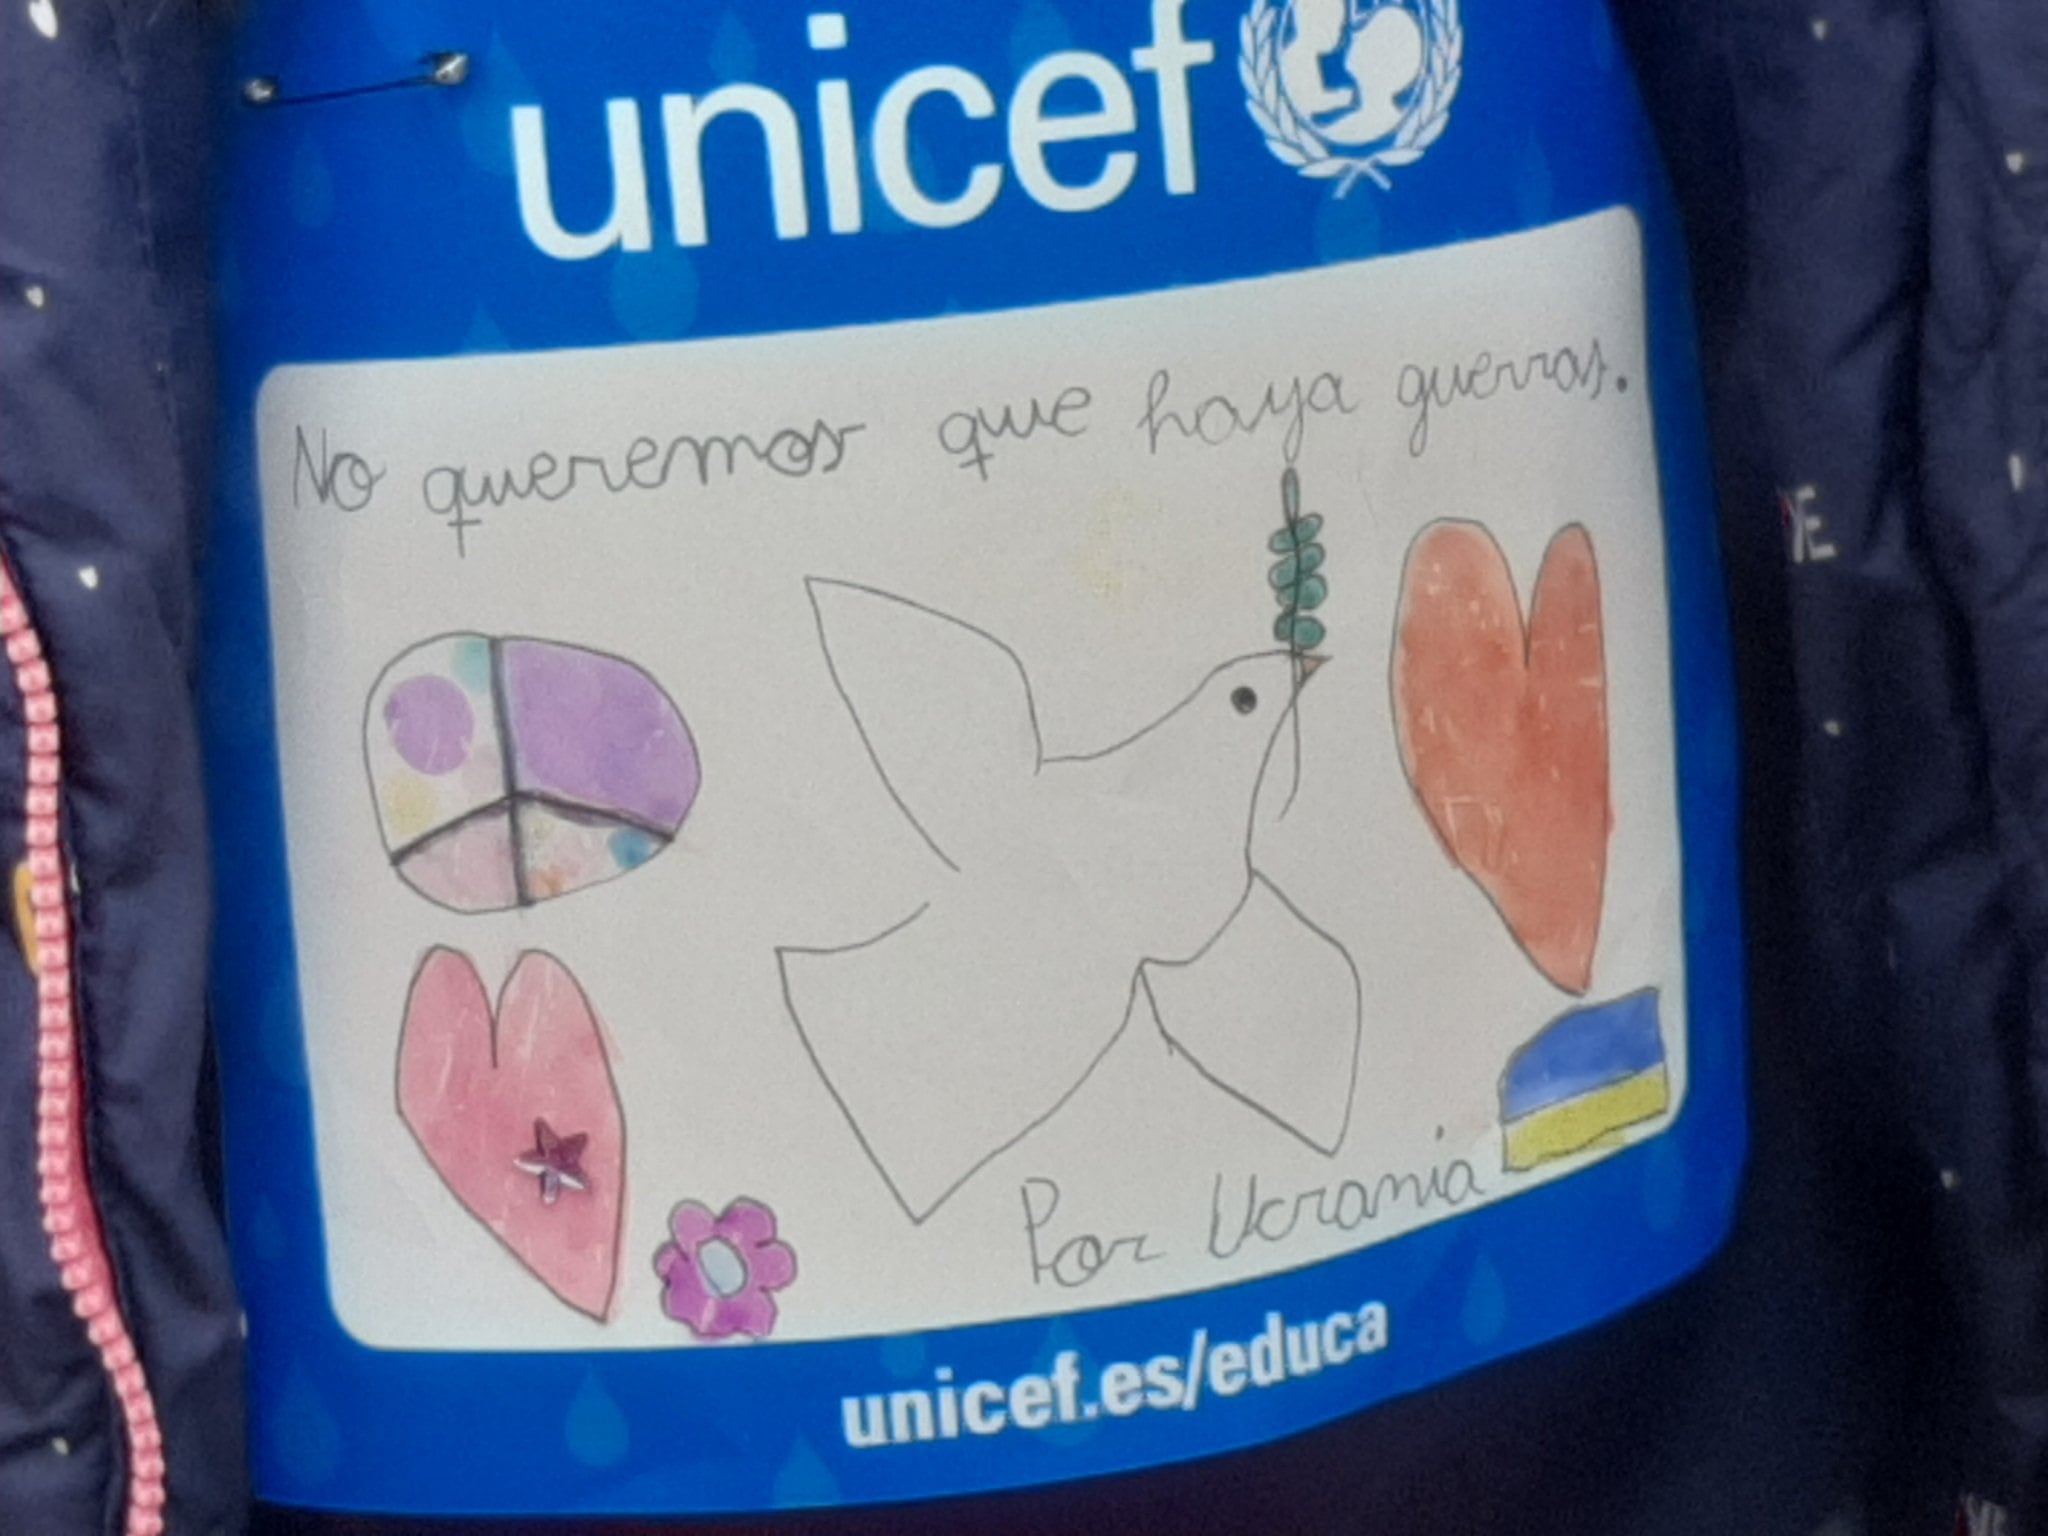 unicef
No queremos que haya guerras.
Por Ucrania
unicef.es/educa